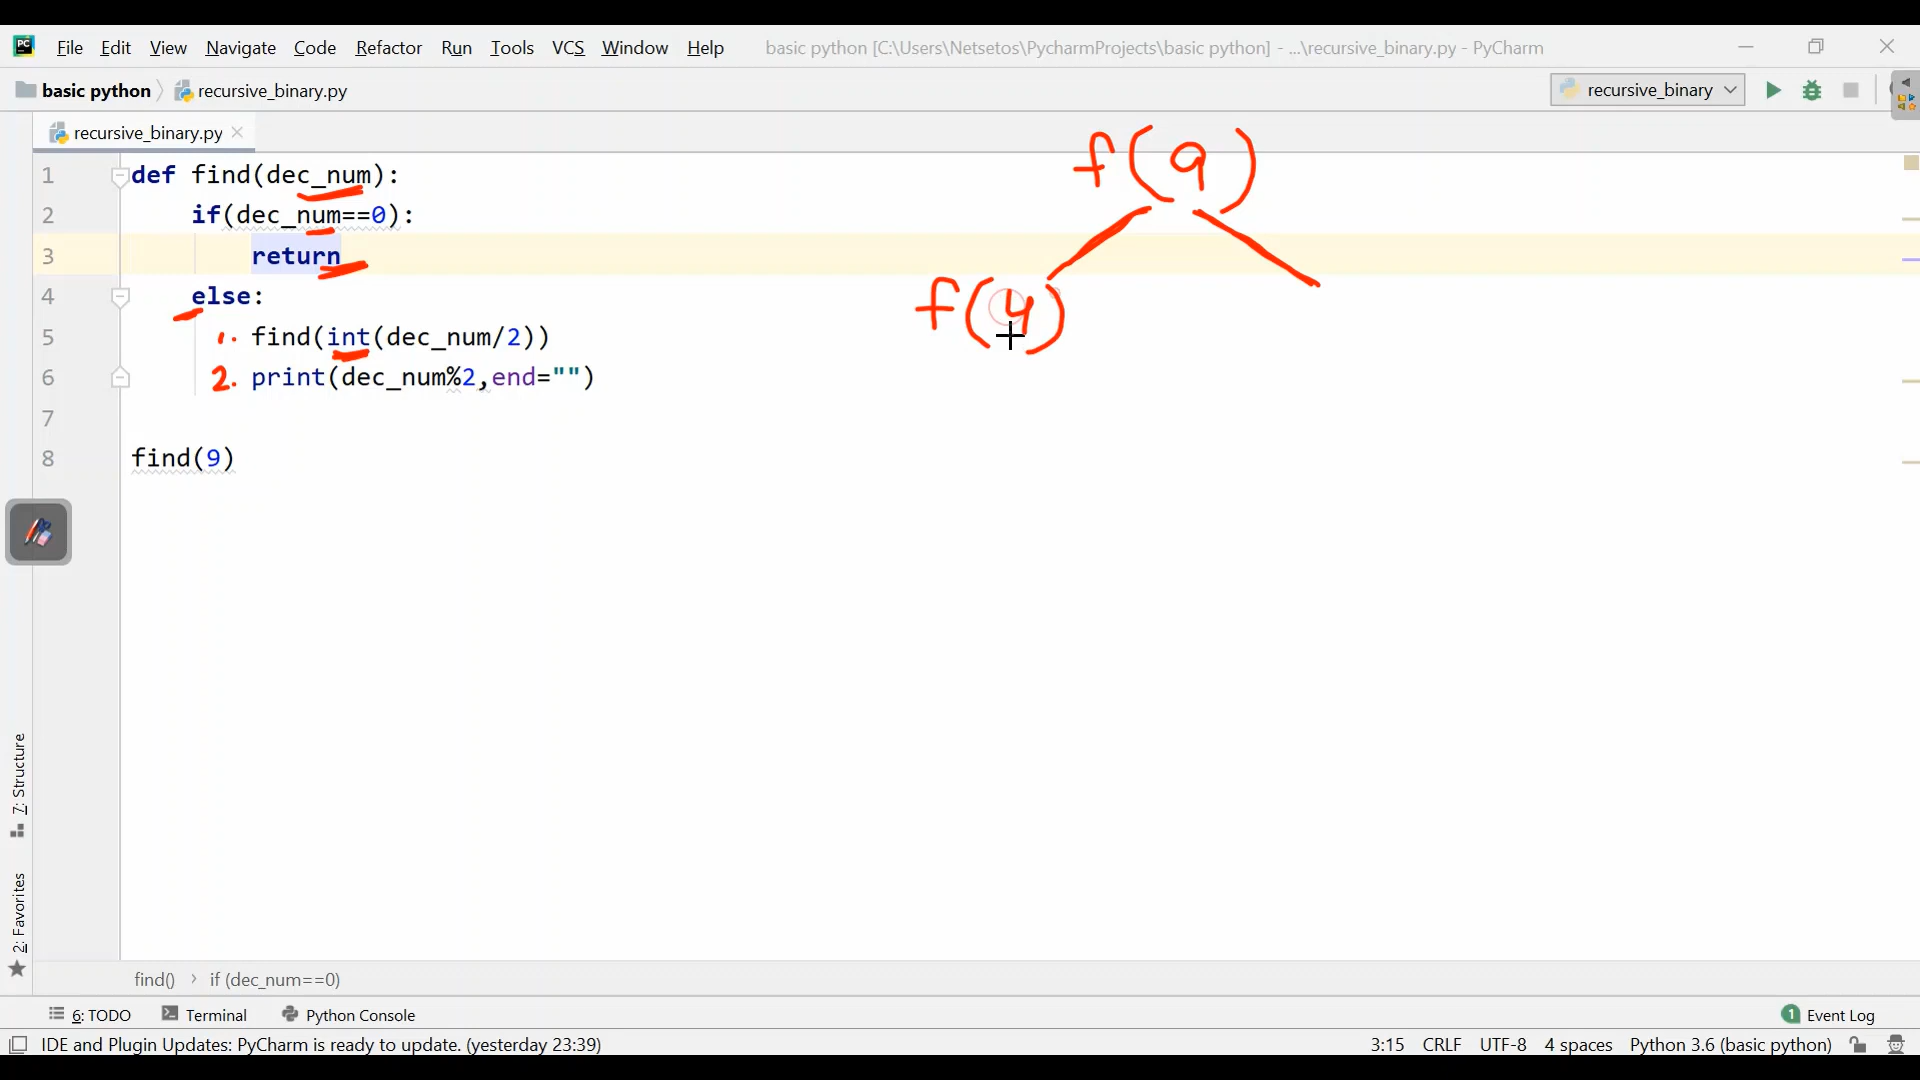 PC File Edit View Navigate Code Refactor Run Tools VCS Window Help basic python [C:\Users\Netsetos\PycharmProjects\basic python] - ...\recursive_binary.py - PyCharm
basic python recursive_binary.py recursive_binary
recursive_binary.py
f(9)
1 def find(dec_num):
2 if(dec_num==0):
3 return
f(4)
4 else:
5 1. find(int(dec_num/2))
6 2. print(dec_num%2,end="")
7
8 find(9)
7: Structure
2: Favorites
find() › if (dec_num==0)
6: TODO Terminal Python Console 1 Event Log
IDE and Plugin Updates: PyCharm is ready to update. (yesterday 23:39) 3:15 CRLF UTF-8 4 spaces Python 3.6 (basic python)